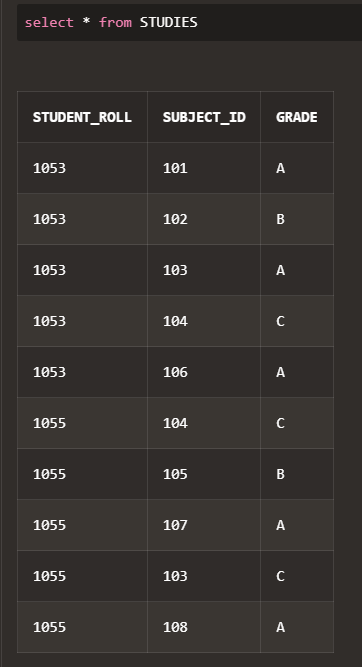 select * from STUDIES
STUDENT_ROLL SUBJECT_ID GRADE
1053 101 A
1053 102 B
1053 103 A
1053 104 C
1053 106 A
1055 104 C
1055 105 B
1055 107 A
1055 103 C
1055 108 A